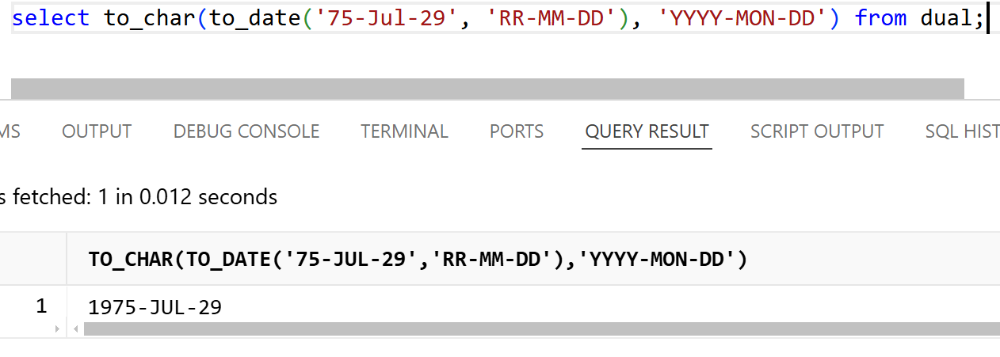 select to_char(to_date('75-Jul-29', 'RR-MM-DD'), 'YYYY-MON-DD') from dual;
MS OUTPUT DEBUG CONSOLE TERMINAL PORTS QUERY RESULT SCRIPT OUTPUT SQL HIST
s fetched: 1 in 0.012 seconds
TO_CHAR(TO_DATE('75-JUL-29','RR-MM-DD'),'YYYY-MON-DD')
1 1975-JUL-29